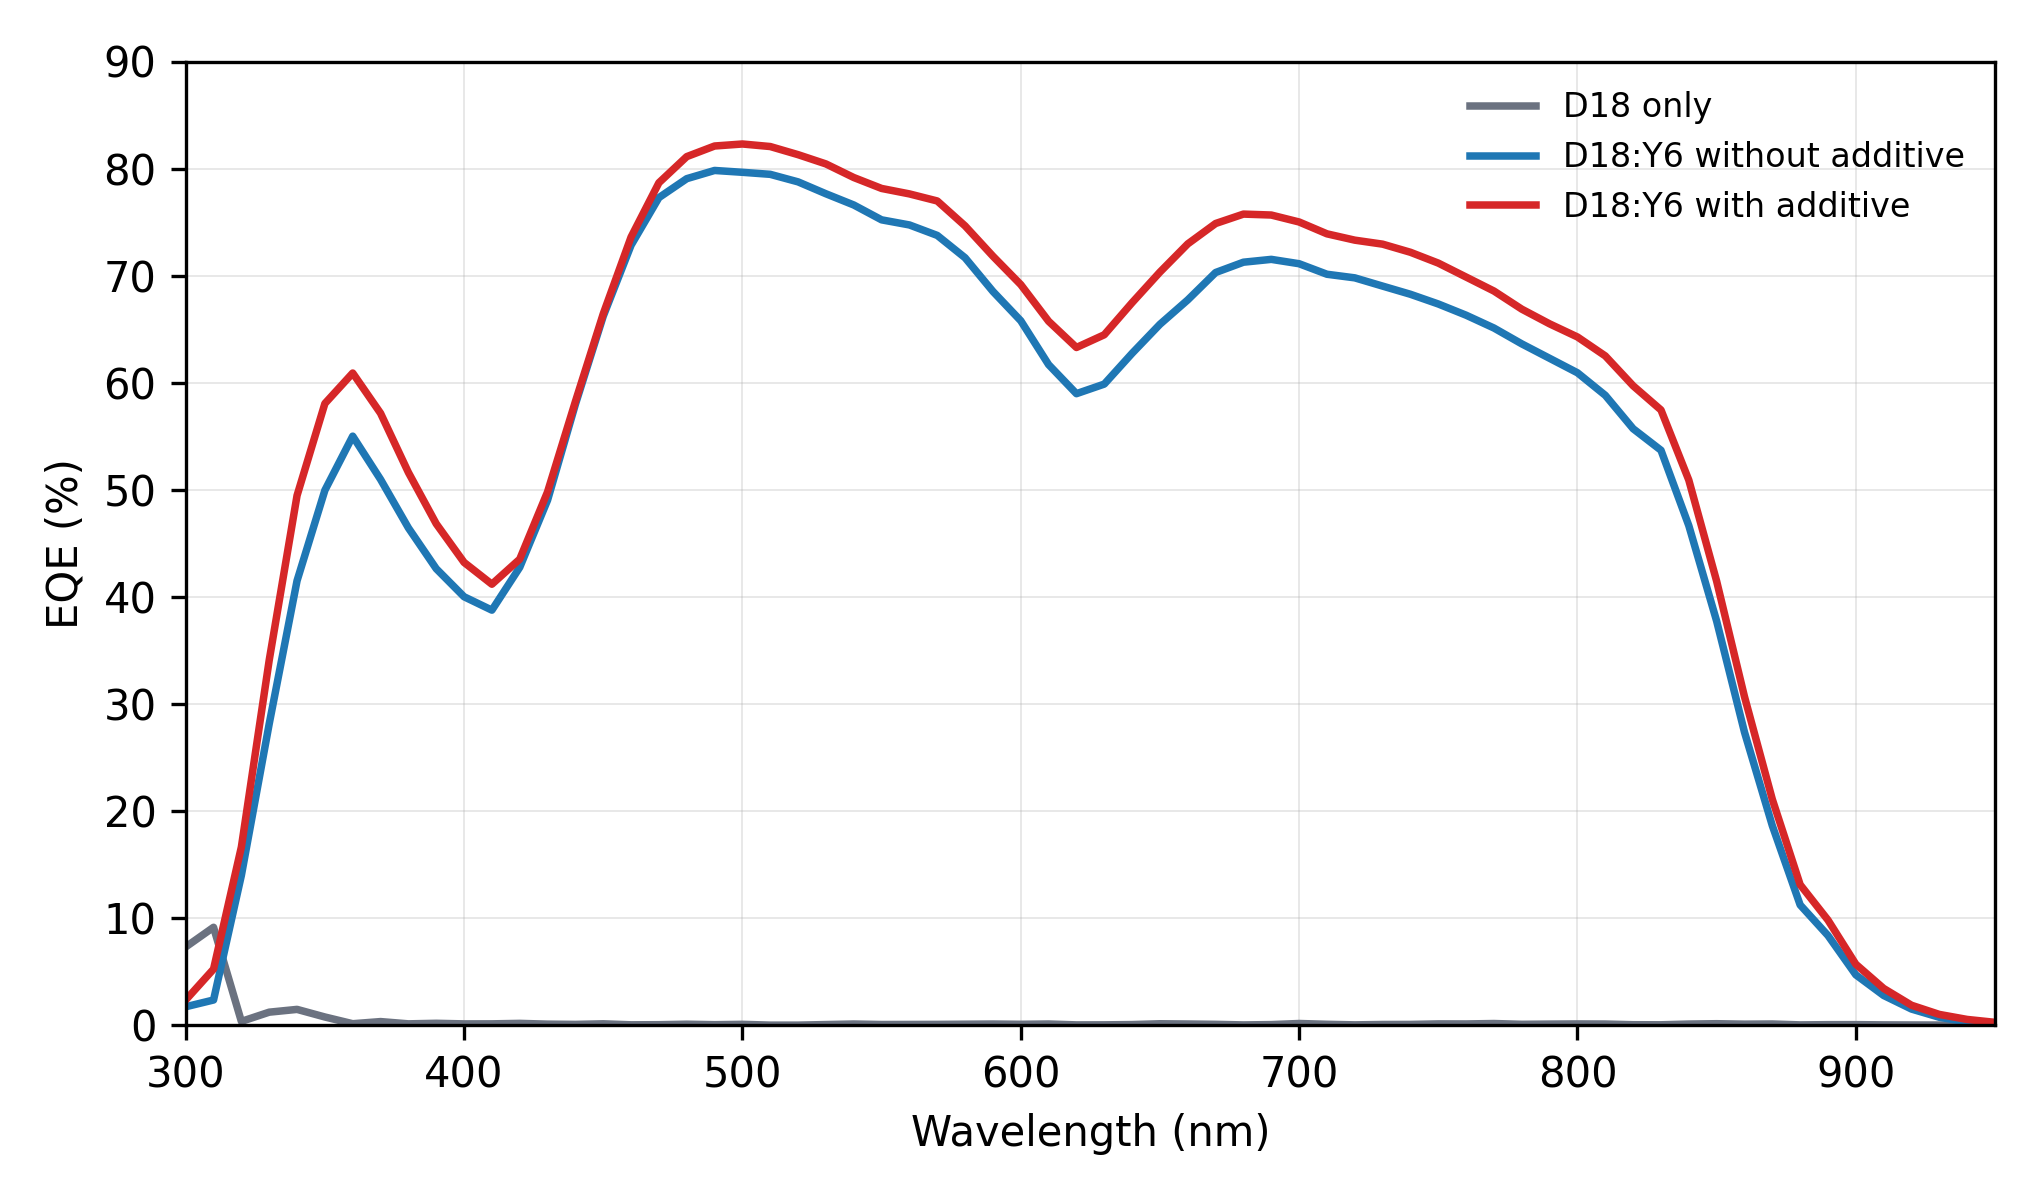 90
80
70
60
50
40
30
20
10
0
EQE (%)
300 400 500 600 700 800 900
Wavelength (nm)
D18 only
D18:Y6 without additive
D18:Y6 with additive